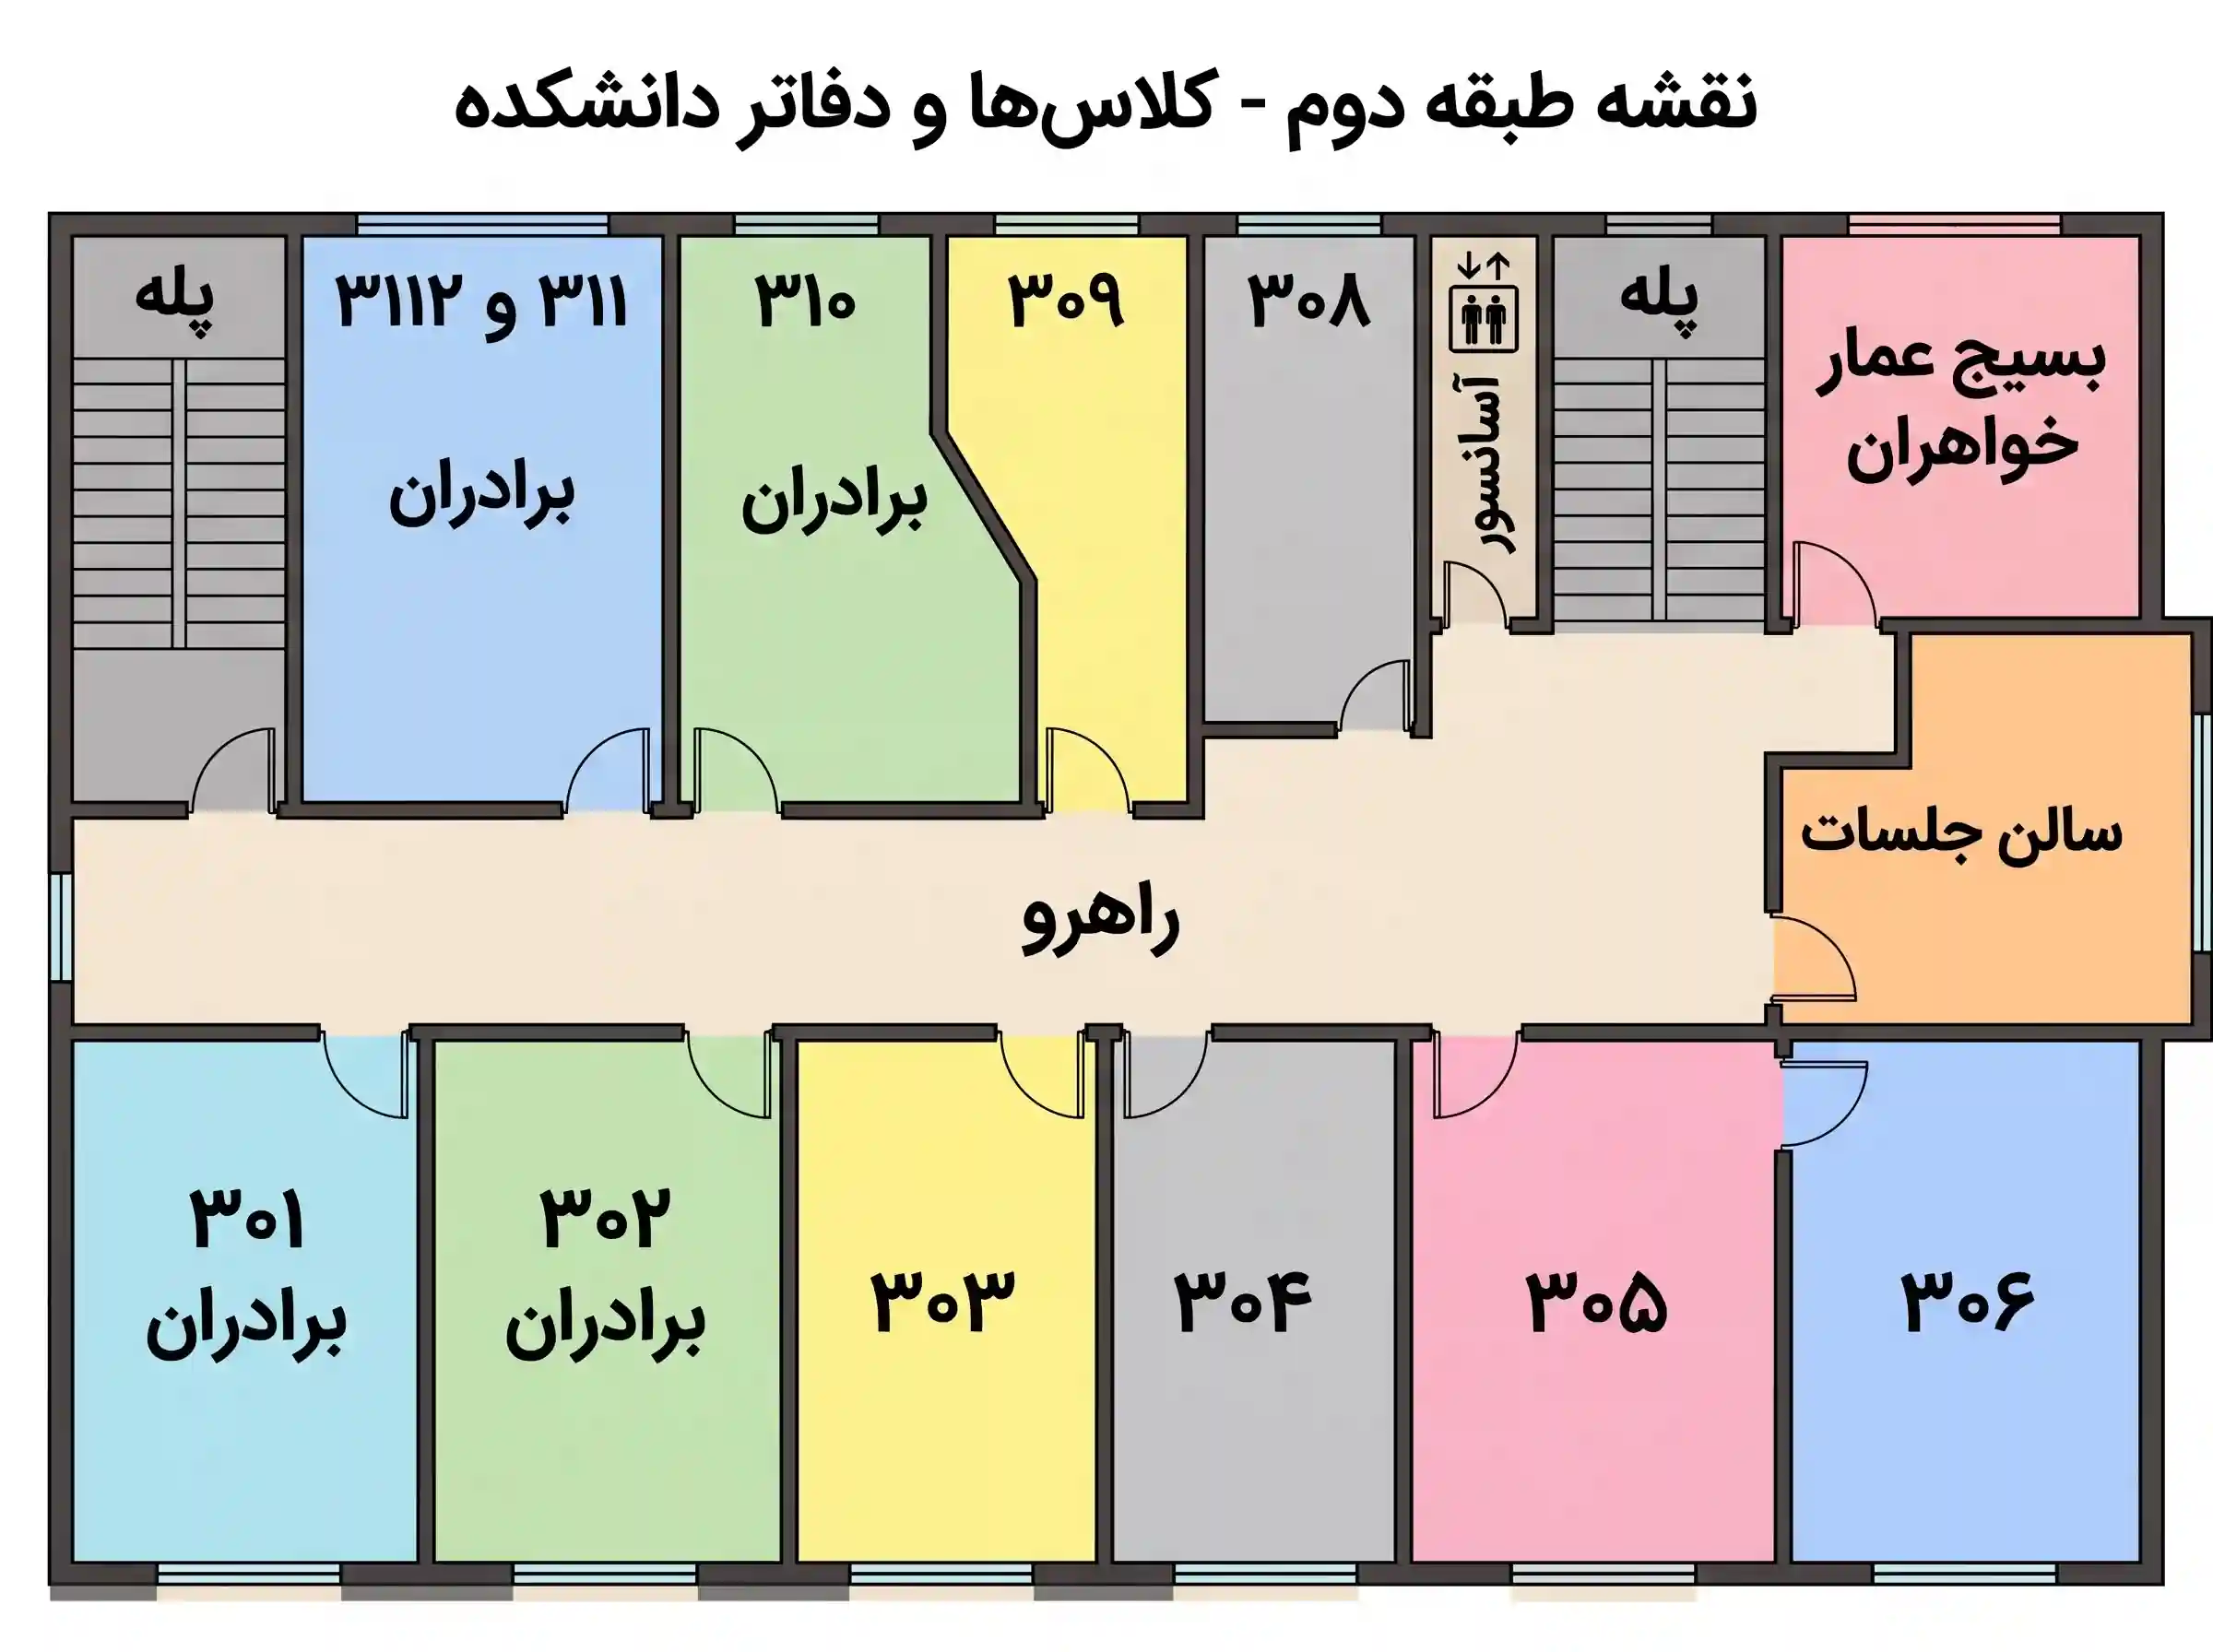 نقشه طبقه دوم - کلاس‌ها و دفاتر دانشکده
پله
۳۱۱ و ۳۱۱۲
برادران
۳۱۰
برادران
۳۰۹
۳۰۸
آسانسور
پله
بسیج عمار
خواهران
سالن جلسات
راهرو
۳۰۱
برادران
۳۰۲
برادران
۳۰۳
۳۰۴
۳۰۵
۳۰۶